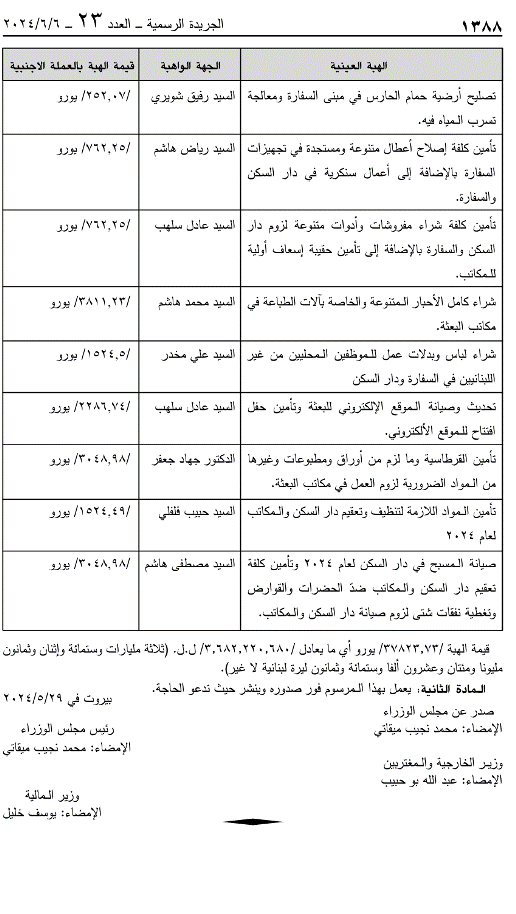 ١٣٨٨
الجريدة الرسمية ـ العدد ٢٣ ـ ٢٠٢٤/٦/٦
الهبة العينية
الجهة الواهبة
قيمة الهبة بالعملة الاجنبية
تصليح أرضية حمام الحارس في مبنى السفارة ومعالجة
تسرب المياه فيه.
السيد رفيق شويري
/٢٥٢,٠٧/ يورو
تأمين كلفة إصلاح أعطال متنوعة ومستجدة في تجهيزات
السفارة بالإضافة إلى أعمال سنكرية في دار السكن
والسفارة.
السيد رياض هاشم
/٧٦٢,٢٥/ يورو
تأمين كلفة شراء مفروشات وأدوات متنوعة لزوم دار
السكن والسفارة بالإضافة إلى تأمين حقيبة إسعاف أولية
للمكاتب.
السيد عادل سلهب
/٧٦٢,٢٥/ يورو
شراء كامل الأحبار المتنوعة والخاصة بآلات الطباعة في
مكاتب البعثة.
السيد محمد هاشم
/٣٨١١,٢٣/ يورو
شراء لباس وبدلات عمل للموظفين المحليين من غير
اللبنانيين في السفارة ودار السكن
السيد علي مخدر
/١٥٢٤,٥/ يورو
تحديث وصيانة الموقع الإلكتروني للبعثة وتأمين حفل
افتتاح للموقع الألكتروني.
السيد عادل سلهب
/٢٢٨٦,٧٤/ يورو
تأمين القرطاسية وما لزم من أوراق ومطبوعات وغيرها
من المواد الضرورية لزوم العمل في مكاتب البعثة.
الدكتور جهاد جعفر
/٣٠٤٨,٩٨/ يورو
تأمين المواد اللازمة لتنظيف وتعقيم دار السكن والمكاتب
لعام ٢٠٢٤
السيد حبيب فلفلي
/١٥٢٤,٤٩/ يورو
صيانة المسبح في دار السكن لعام ٢٠٢٤ وتأمين كلفة
تعقيم دار السكن والمكاتب ضدّ الحضرات والقوارض
وتغطية نفقات شتى لزوم صيانة دار السكن والمكاتب.
السيد مصطفى هاشم
/٣٠٤٨,٩٨/ يورو
قيمة الهبة /٣٧٨٢٣,٧٣/ يورو أي ما يعادل /٣,٦٨٢,٢٢٠,٦٨٠/ ل.ل. (ثلاثة مليارات وستمائة وإثنان وثمانون
مليونا ومئتان وعشرون ألفا وستمائة وثمانون ليرة لبنانية لا غير).
المادة الثانية: يعمل بهذا المرسوم فور صدوره وينشر حيث تدعو الحاجة.
بيروت في ٢٠٢٤/٥/٢٩
صدر عن مجلس الوزراء
رئيس مجلس الوزراء
الإمضاء: محمد نجيب ميقاتي
الإمضاء: محمد نجيب ميقاتي
وزير الخارجية والمغتربين
الإمضاء: عبد الله بو حبيب
وزير المالية
الإمضاء: يوسف خليل